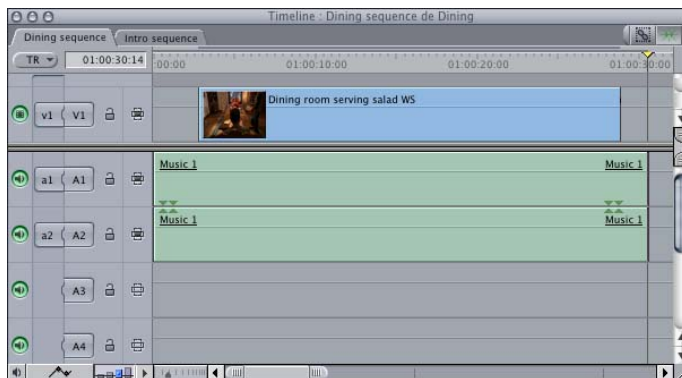 Timeline : Dining sequence de Dining
Dining sequence Intro sequence
TR 01:00:30:14 :00:00 01:00:10:00 01:00:20:00 01:00:30:00
v1 V1 Dining room serving salad WS
a1 A1 Music 1 Music 1
a2 A2 Music 1 Music 1
A3
A4